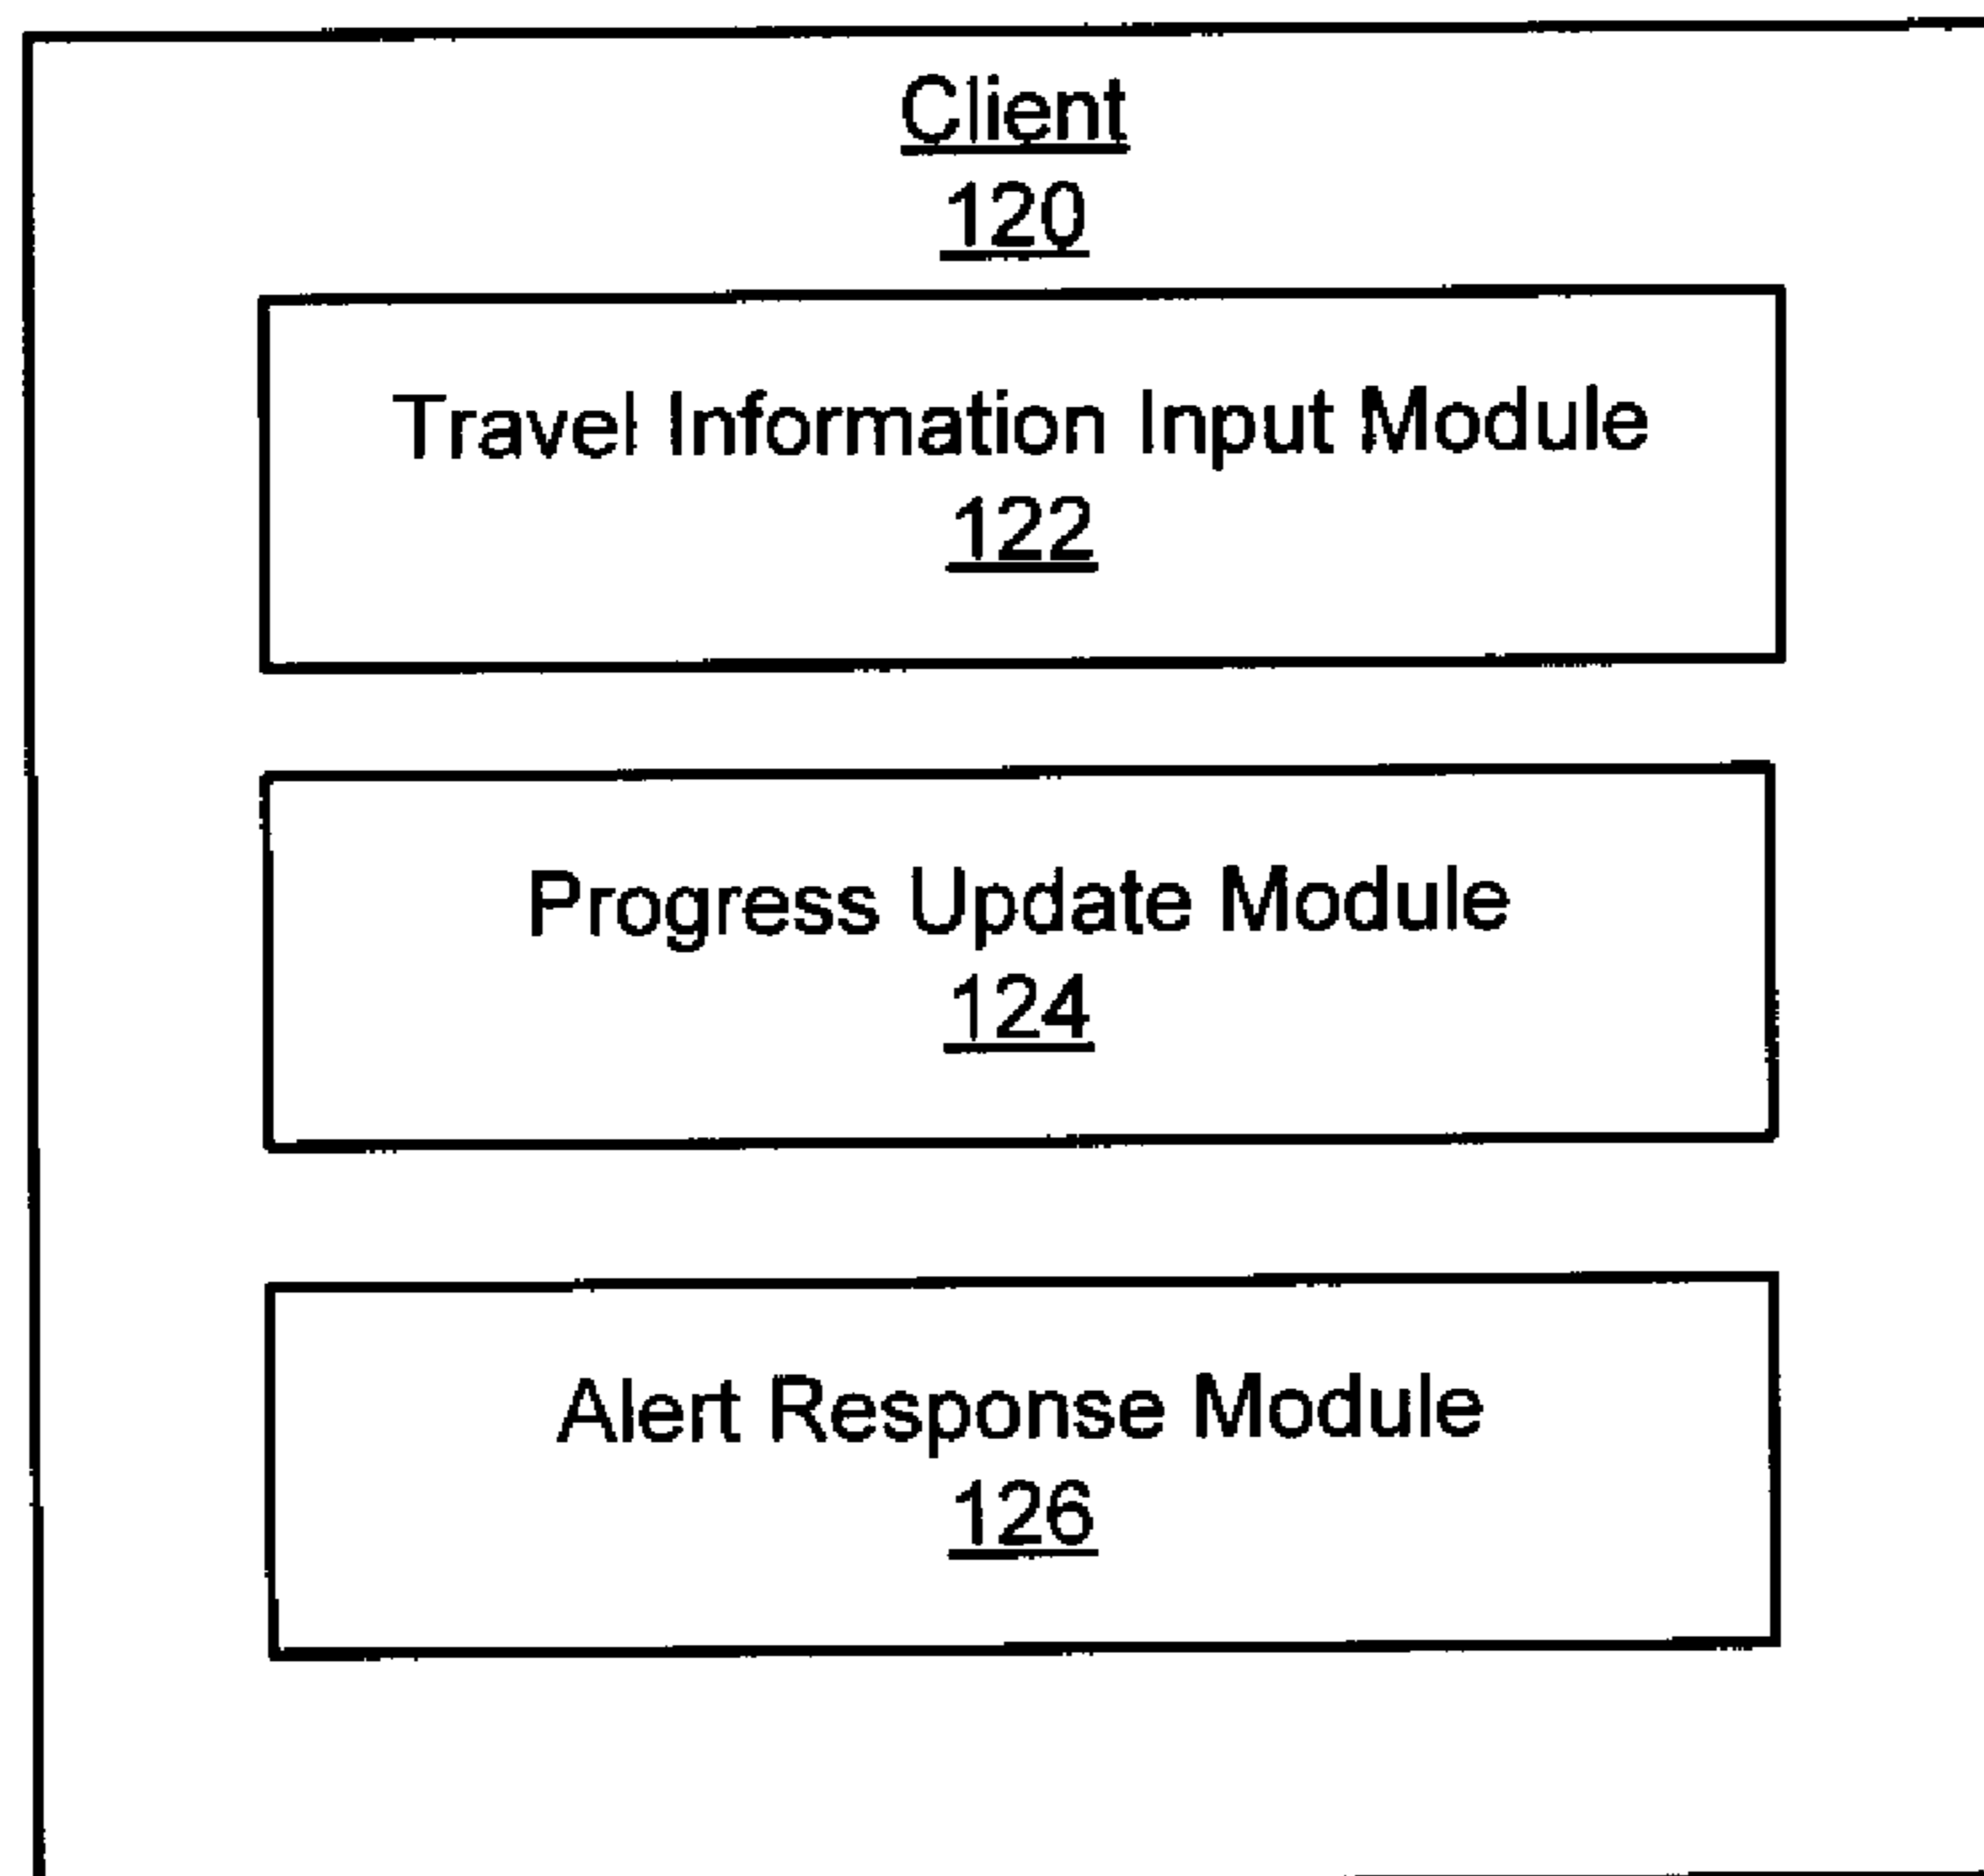 Client
120
Travel Information Input Module
122
Progress Update Module
124
Alert Response Module
126